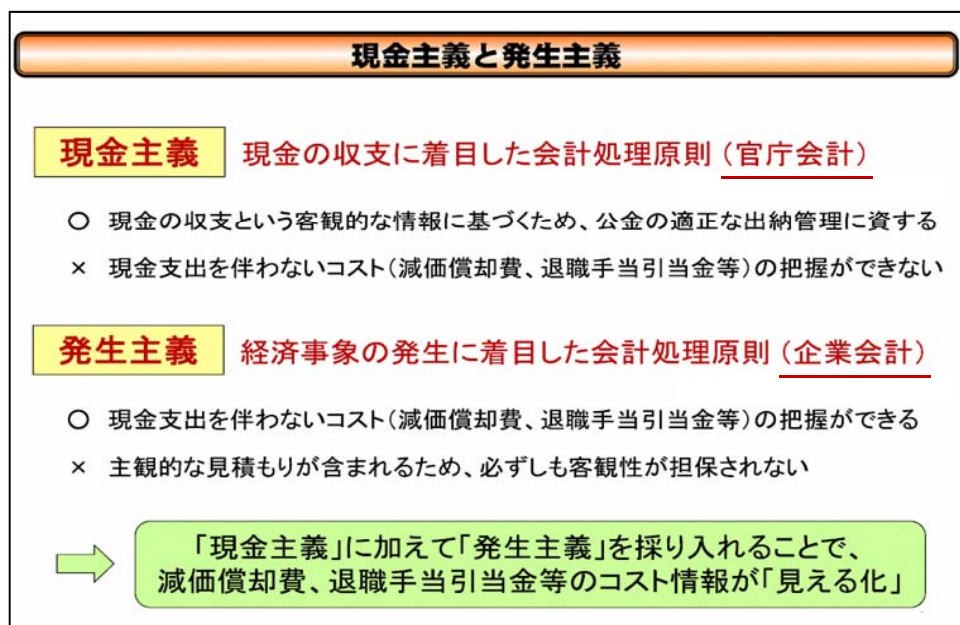 現金主義と発生主義
現金主義 現金の収支に着目した会計処理原則（官庁会計）
○ 現金の収支という客観的な情報に基づくため、公金の適正な出納管理に資する
× 現金支出を伴わないコスト（減価償却費、退職手当引当金等）の把握ができない
発生主義 経済事象の発生に着目した会計処理原則（企業会計）
○ 現金支出を伴わないコスト（減価償却費、退職手当引当金等）の把握ができる
× 主観的な見積もりが含まれるため、必ずしも客観性が担保されない
「現金主義」に加えて「発生主義」を採り入れることで、
減価償却費、退職手当引当金等のコスト情報が「見える化」